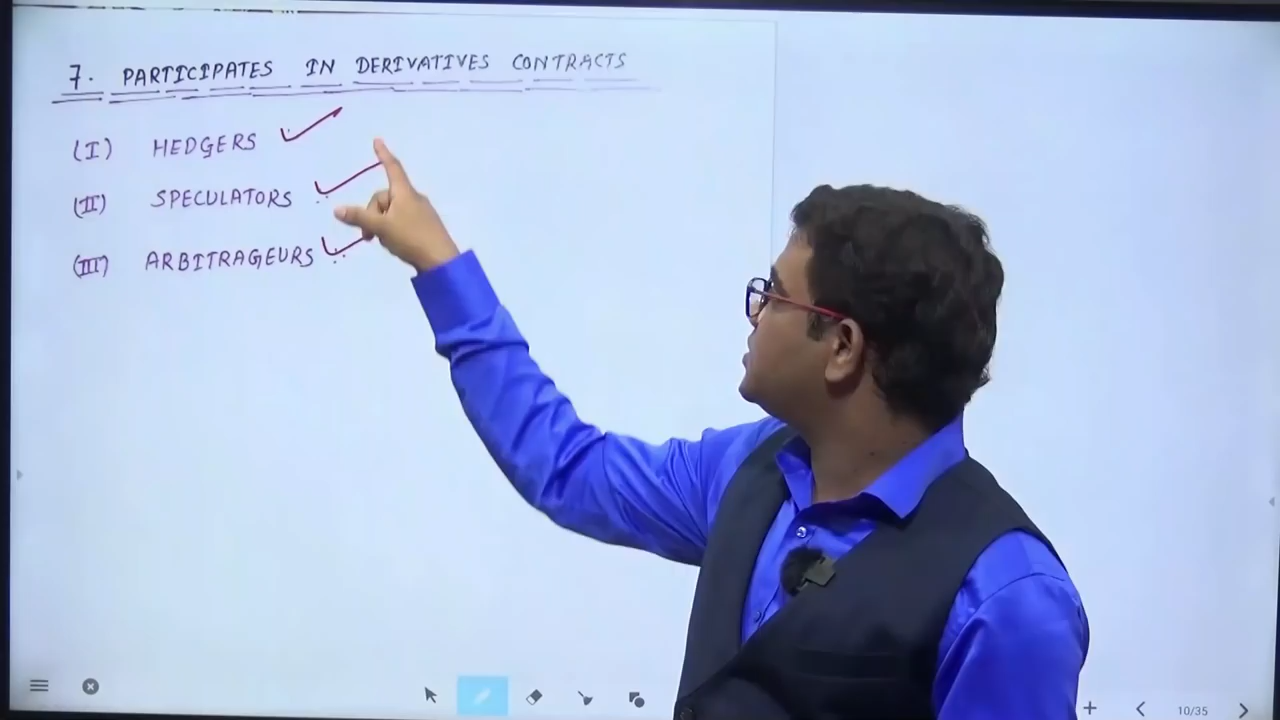 7. PARTICIPATES IN DERIVATIVES CONTRACTS
(I) HEDGERS
(II) SPECULATORS
(III) ARBITRAGEURS
10/35